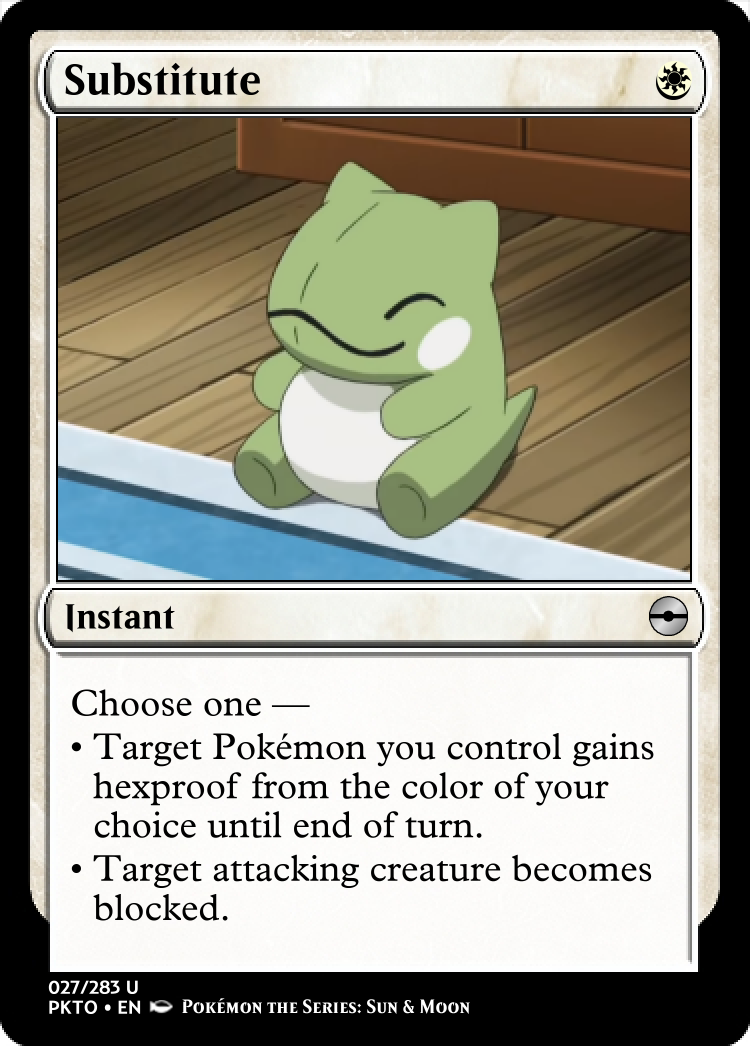 Substitute
Instant
Choose one —
• Target Pokémon you control gains
hexproof from the color of your
choice until end of turn.
• Target attacking creature becomes
blocked.
027/283 U
PKTO • EN Pokémon the Series: Sun & Moon